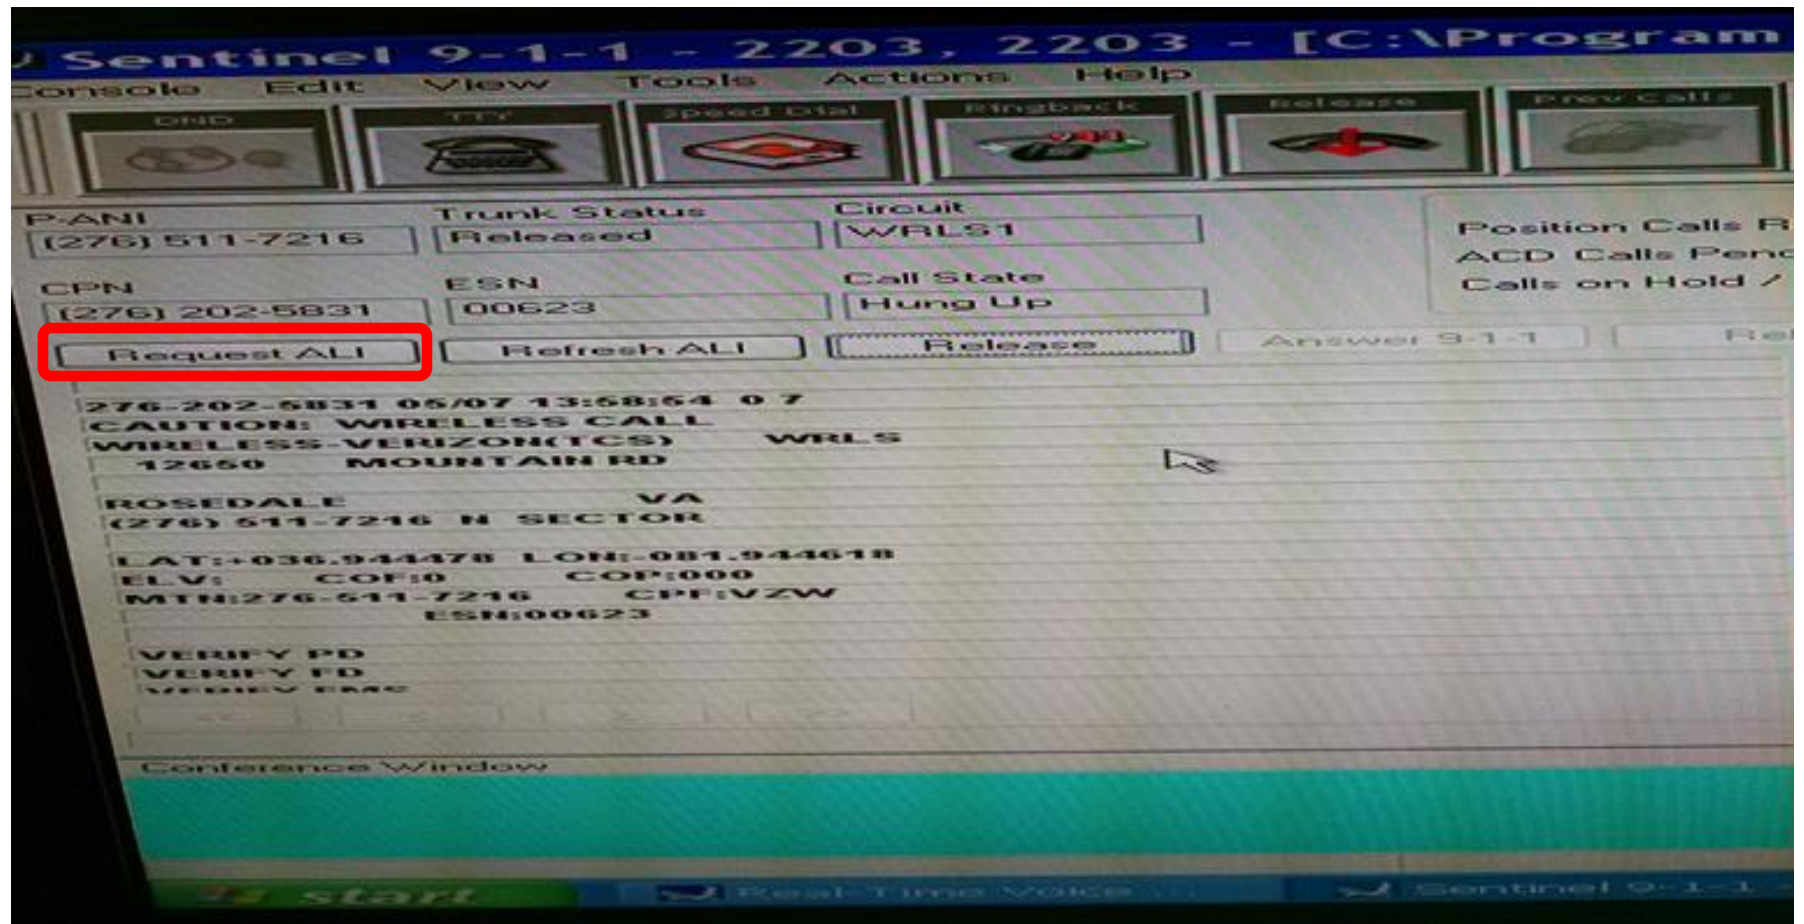 Sentinel 9-1-1 - 2203, 2203 - [C:\Program
Console Edit View Tools Actions Help
DND TTY Speed Dial Ringback Release Prev Calls
P-ANI Trunk Status Circuit
(276) 511-7216 Released WRLS1
Position Calls R
ACD Calls Pend
Calls on Hold /
CPN ESN Call State
(276) 202-5831 00623 Hung Up
Request ALI Refresh ALI Release Answer 9-1-1 Rel
276-202-5831 05/07 13:58:54 0 7
CAUTION: WIRELESS CALL
WIRELESS-VERIZON(TCS) WRLS
12650 MOUNTAIN RD
ROSEDALE VA
(276) 511-7216 N SECTOR
LAT:+036.944478 LON:-081.944618
ELV: COF:0 COP:000
MTN:276-511-7216 CPF:VZW
ESN:00623
VERIFY PD
VERIFY FD
VERIFY EMS
<< < > >>
Conference Window
start Real-Time Voice ... Sentinel 9-1-1 -